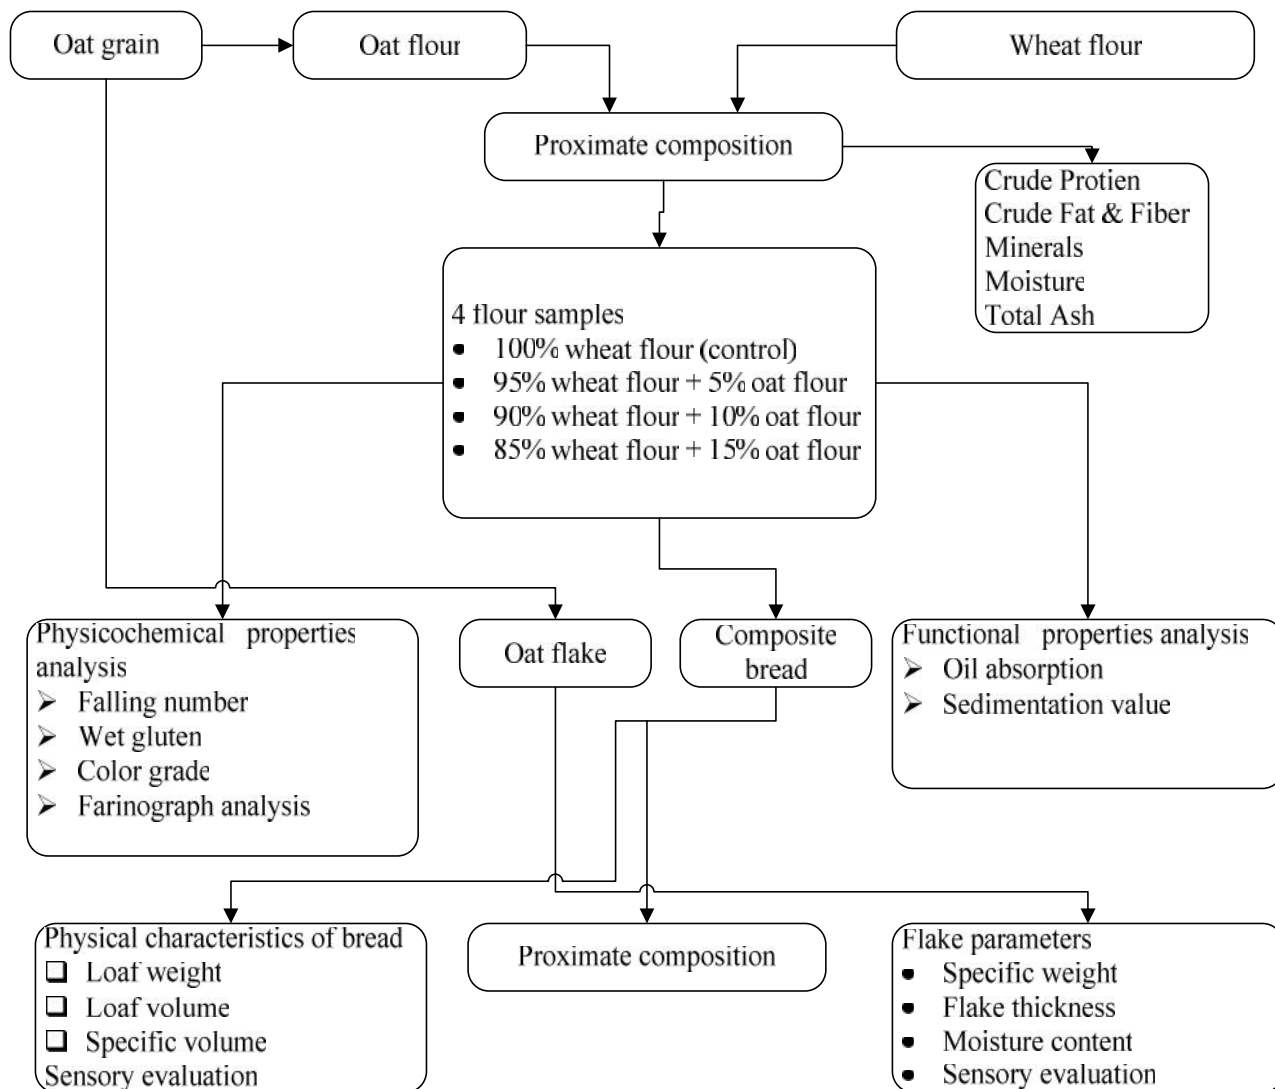 Oat grain
Oat flour
Wheat flour
Proximate composition
Crude Protien
Crude Fat & Fiber
Minerals
Moisture
Total Ash
4 flour samples
• 100% wheat flour (control)
• 95% wheat flour + 5% oat flour
• 90% wheat flour + 10% oat flour
• 85% wheat flour + 15% oat flour
Physicochemical properties
analysis
➢ Falling number
➢ Wet gluten
➢ Color grade
➢ Farinograph analysis
Oat flake
Composite
bread
Functional properties analysis
➢ Oil absorption
➢ Sedimentation value
Physical characteristics of bread
❑ Loaf weight
❑ Loaf volume
❑ Specific volume
Sensory evaluation
Proximate composition
Flake parameters
• Specific weight
• Flake thickness
• Moisture content
• Sensory evaluation